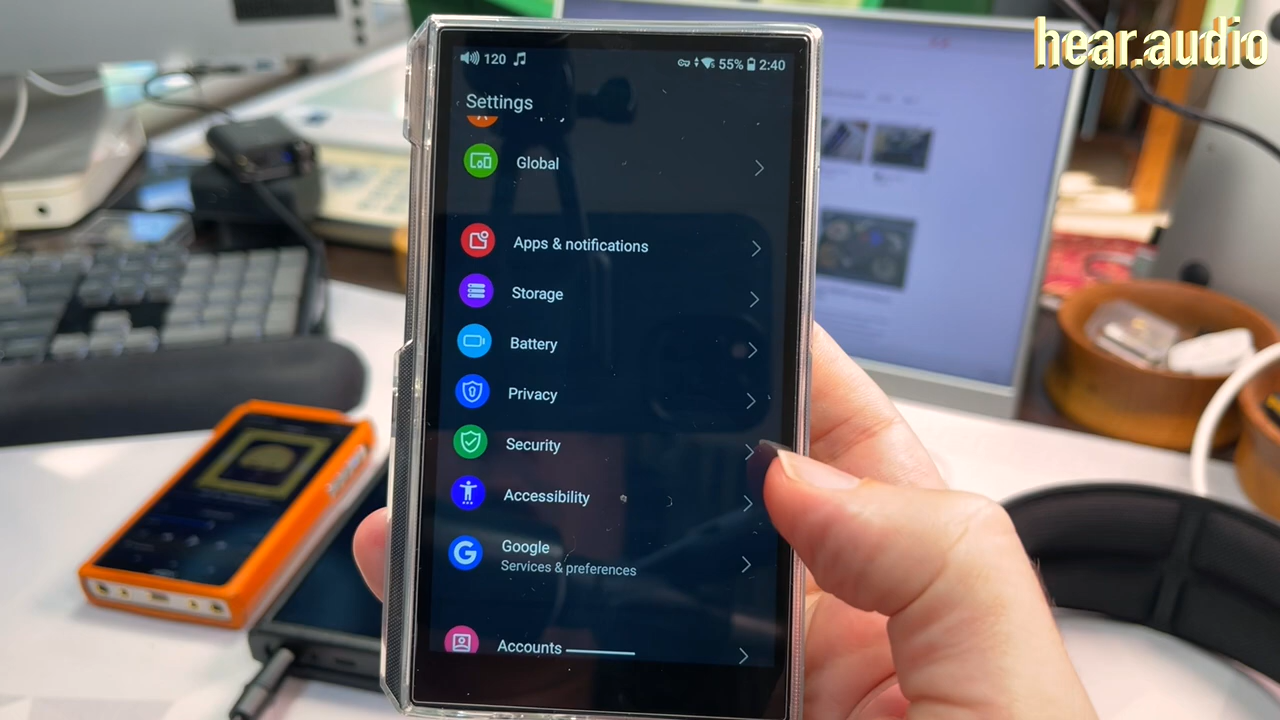 hear.audio
120
55% 2:40
Settings
Global
Apps & notifications
Storage
Battery
Privacy
Security
Accessibility
Google
Services & preferences
Accounts